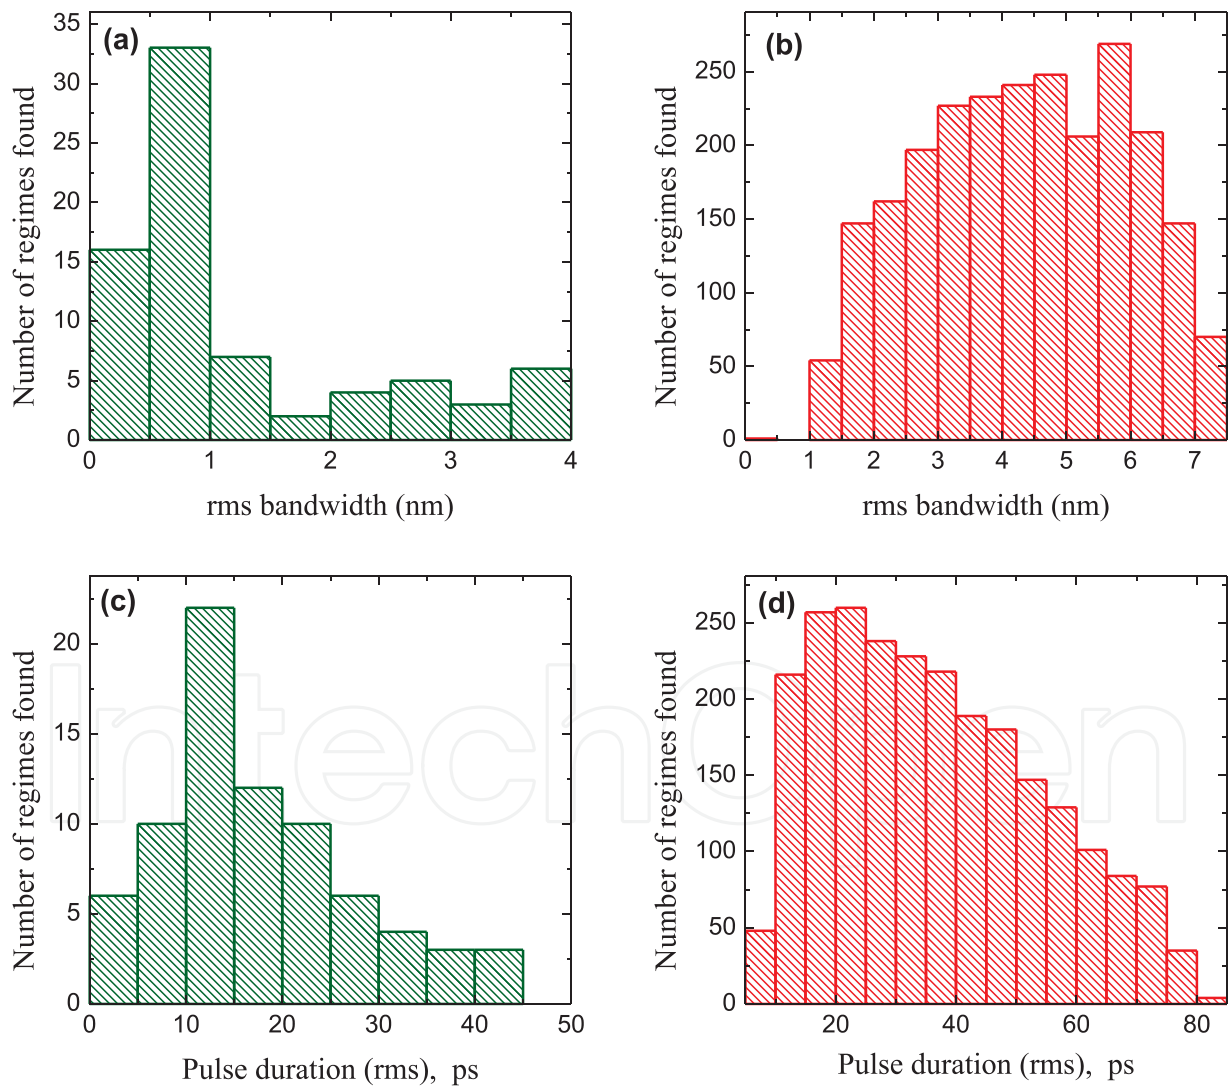 (a)
Number of regimes found
35
30
25
20
15
10
5
0
0 1 2 3 4
rms bandwidth (nm)
(b)
Number of regimes found
250
200
150
100
50
0
0 1 2 3 4 5 6 7
rms bandwidth (nm)
(c)
Number of regimes found
20
15
10
5
0
0 10 20 30 40 50
Pulse duration (rms), ps
(d)
Number of regimes found
250
200
150
100
50
0
20 40 60 80
Pulse duration (rms), ps
IntechOpen